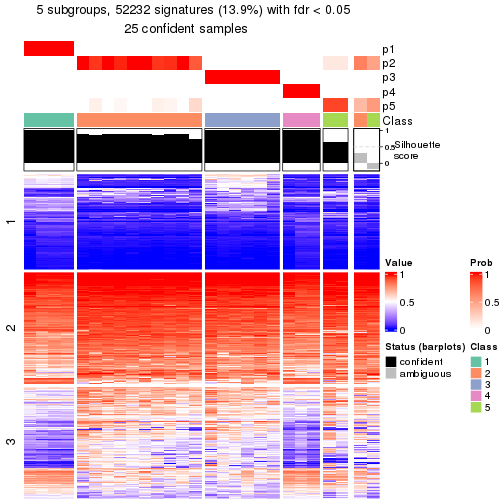 5 subgroups, 52232 signatures (13.9%) with fdr < 0.05
25 confident samples
p1
p2
p3
p4
p5
Class
1
0.5
0
Silhouette
score
1
2
3
Value
1
0.5
0
Prob
1
0.5
0
Status (barplots)
confident
ambiguous
Class
1
2
3
4
5